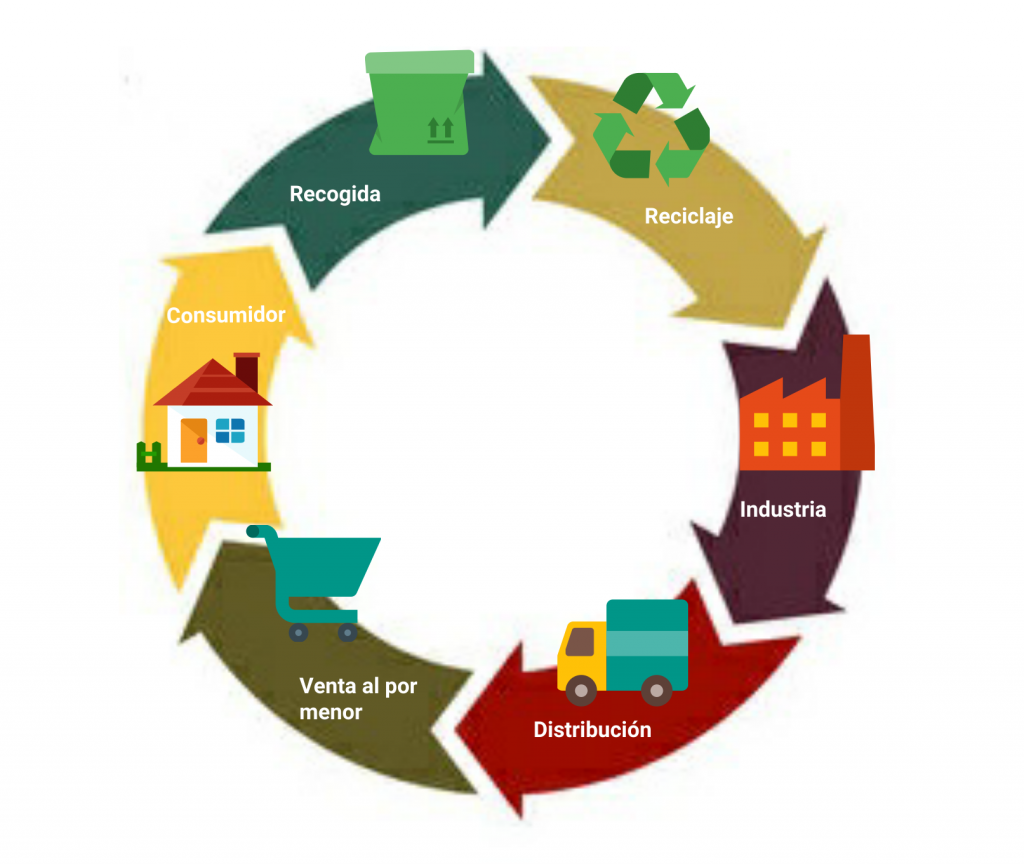 Recogida
Reciclaje
Consumidor
Industria
Venta al por
menor
Distribución